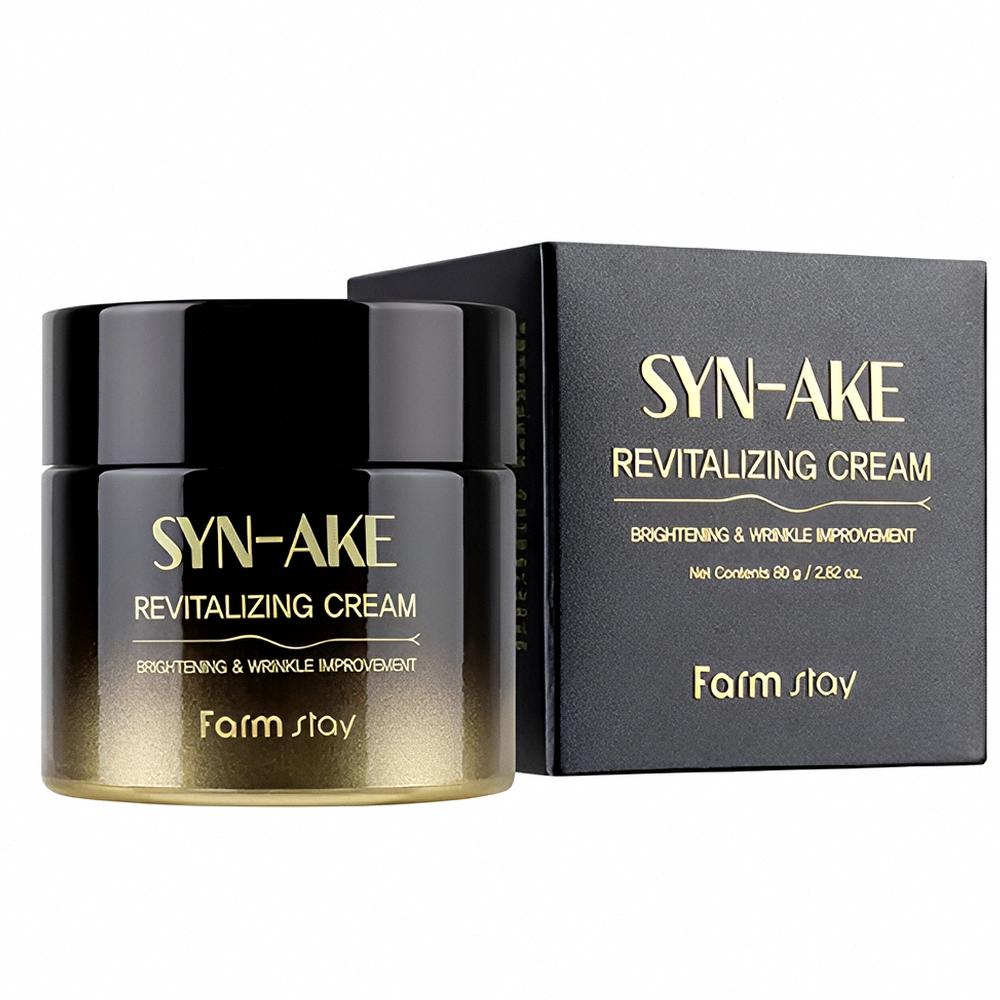 SYN-AKE
REVITALIZING CREAM
BRIGHTENING & WRINKLE IMPROVEMENT
Farm stay
SYN-AKE
REVITALIZING CREAM
BRIGHTENING & WRINKLE IMPROVEMENT
Net Contents 80 g / 2.82 oz.
Farm stay